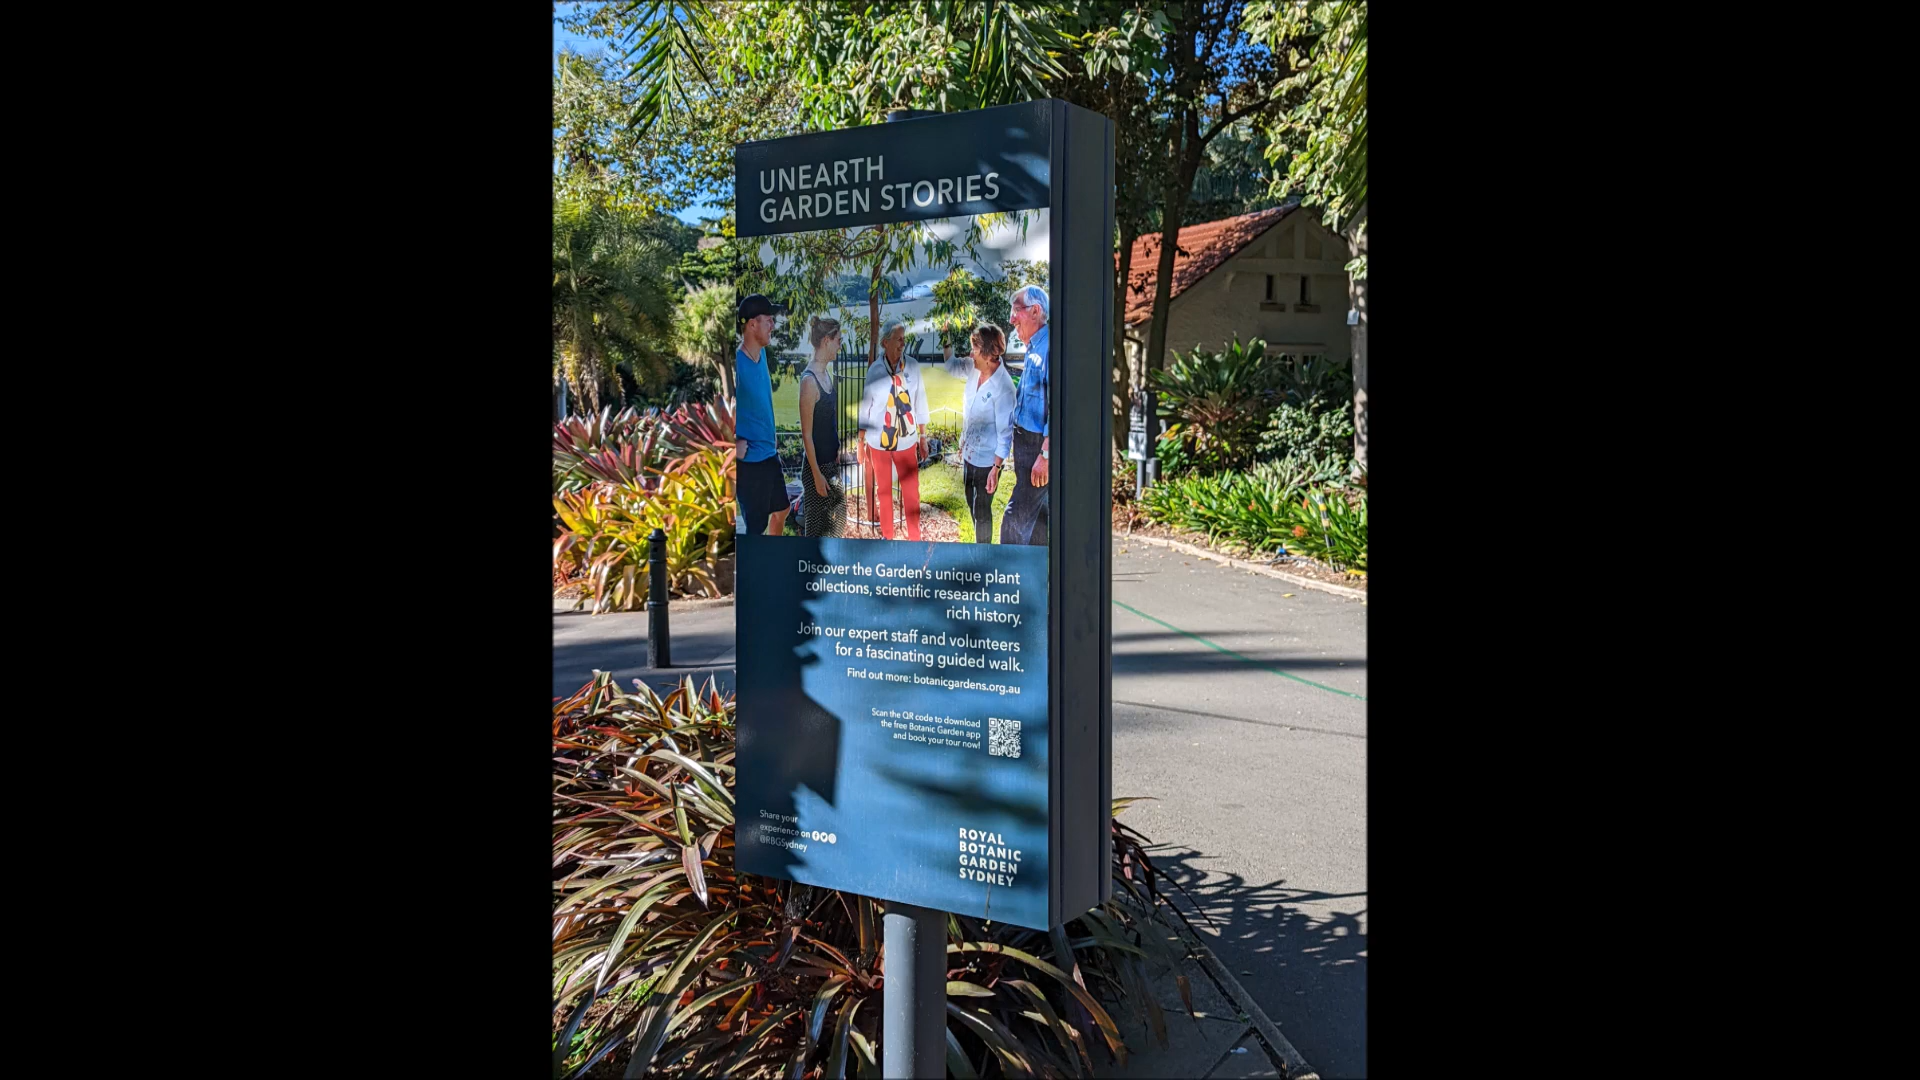 UNEARTH
GARDEN STORIES
Discover the Garden's unique plant
collections, scientific research and
rich history.
Join our expert staff and volunteers
for a fascinating guided walk.
Find out more: botanicgardens.org.au
Scan the QR code to download
the free Botanic Garden app
and book your tour now!
Share your
experience on
@RBGSydney
ROYAL
BOTANIC
GARDEN
SYDNEY